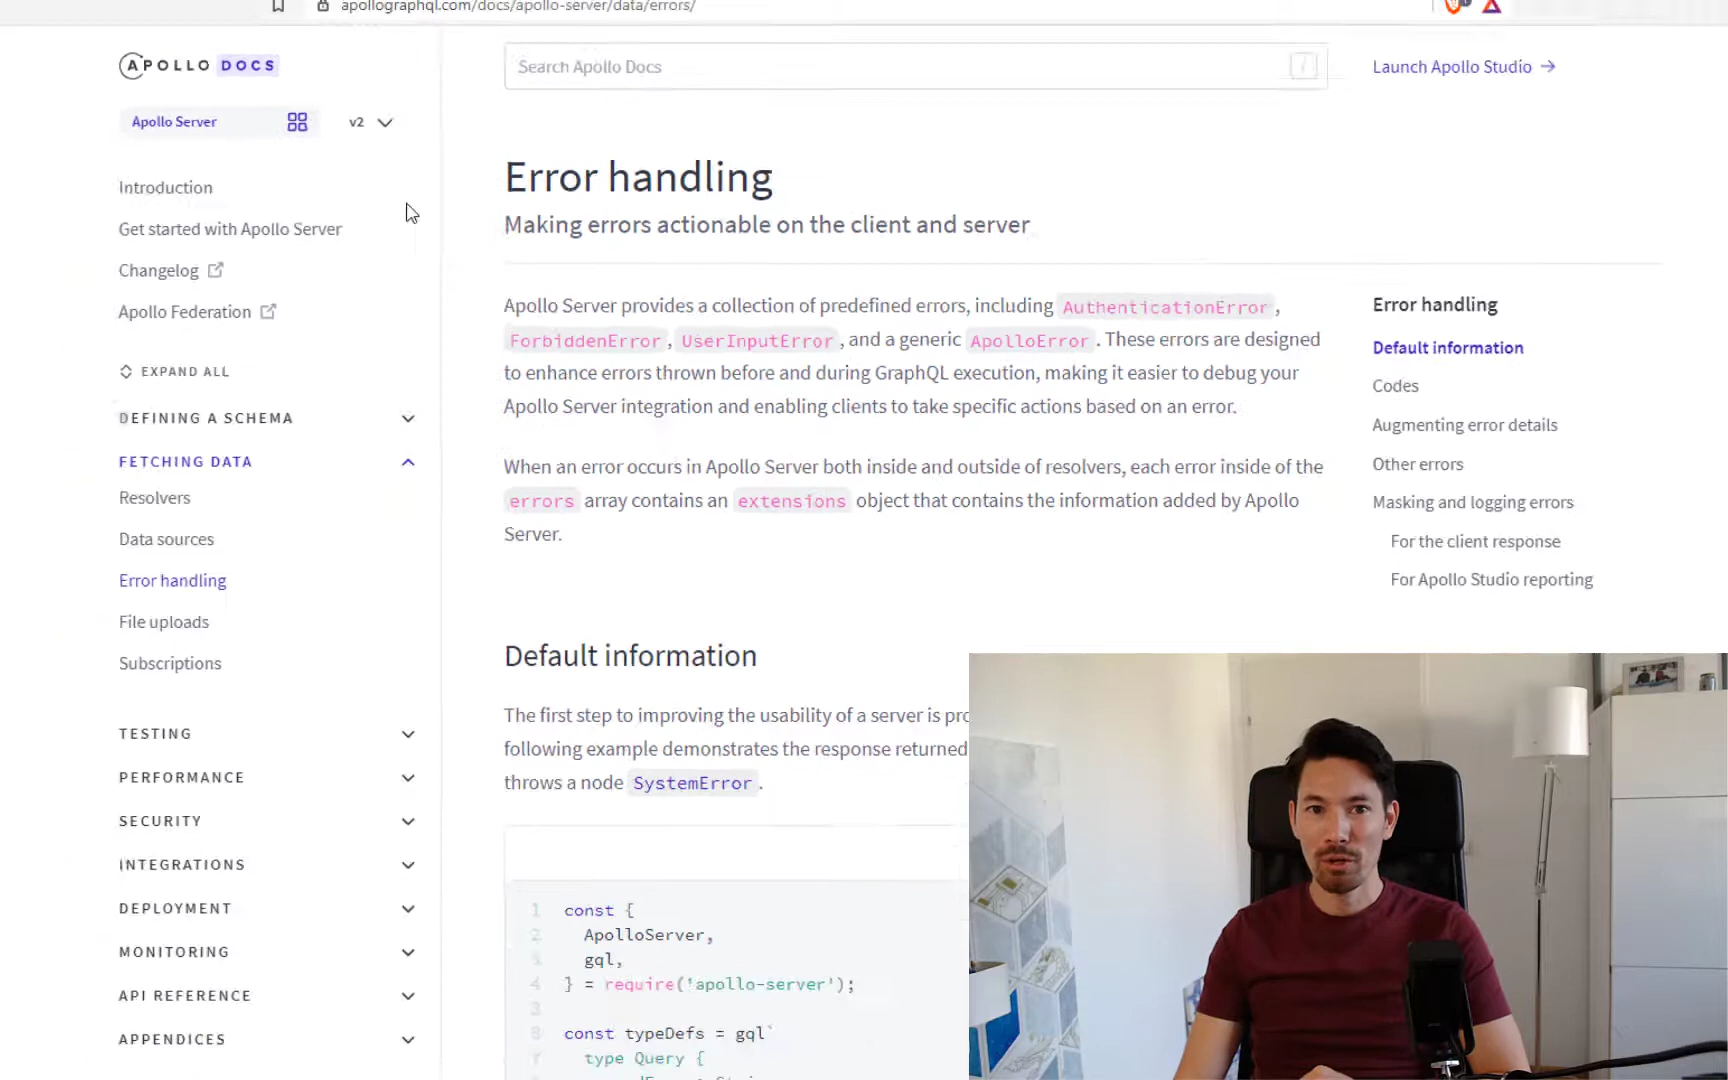 apollographql.com/docs/apollo-server/data/errors/
APOLLO DOCS
Search Apollo Docs
/
Launch Apollo Studio →
Apollo Server
v2
Introduction
Get started with Apollo Server
Changelog
Apollo Federation
EXPAND ALL
DEFINING A SCHEMA
FETCHING DATA
Resolvers
Data sources
Error handling
File uploads
Subscriptions
TESTING
PERFORMANCE
SECURITY
INTEGRATIONS
DEPLOYMENT
MONITORING
API REFERENCE
APPENDICES
Error handling
Making errors actionable on the client and server
Apollo Server provides a collection of predefined errors, including AuthenticationError,
ForbiddenError, UserInputError, and a generic ApolloError. These errors are designed
to enhance errors thrown before and during GraphQL execution, making it easier to debug your
Apollo Server integration and enabling clients to take specific actions based on an error.
When an error occurs in Apollo Server both inside and outside of resolvers, each error inside of the
errors array contains an extensions object that contains the information added by Apollo
Server.
Default information
The first step to improving the usability of a server is
following example demonstrates the response returned
throws a node SystemError.
1 const {
2 ApolloServer,
gql,
4 } = require('apollo-server');
const typeDefs = gql`
type Query {
Error handling
Default information
Codes
Augmenting error details
Other errors
Masking and logging errors
For the client response
For Apollo Studio reporting